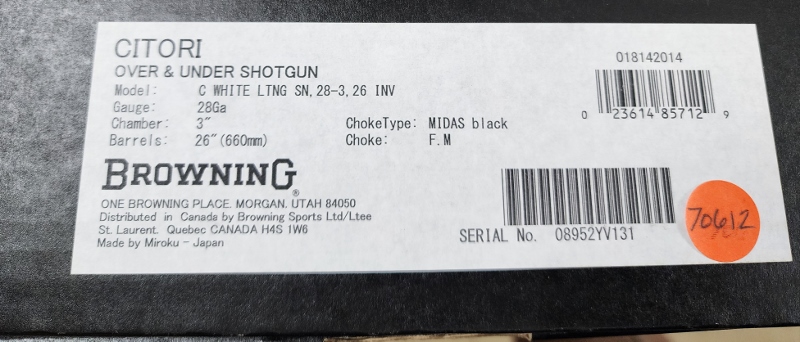 CITORI
OVER & UNDER SHOTGUN
Model: C WHITE LTNG SN, 28-3, 26 INV
Gauge: 28Ga
Chamber: 3" ChokeType: MIDAS black
Barrels: 26"(660mm) Choke: F.M
BROWNING®
ONE BROWNING PLACE. MORGAN. UTAH 84050
Distributed in Canada by Browning Sports Ltd/Ltee
St. Laurent. Quebec CANADA H4S 1W6
Made by Miroku - Japan
018142014
0 23614 85712 9
SERIAL No. 08952YV131
70612